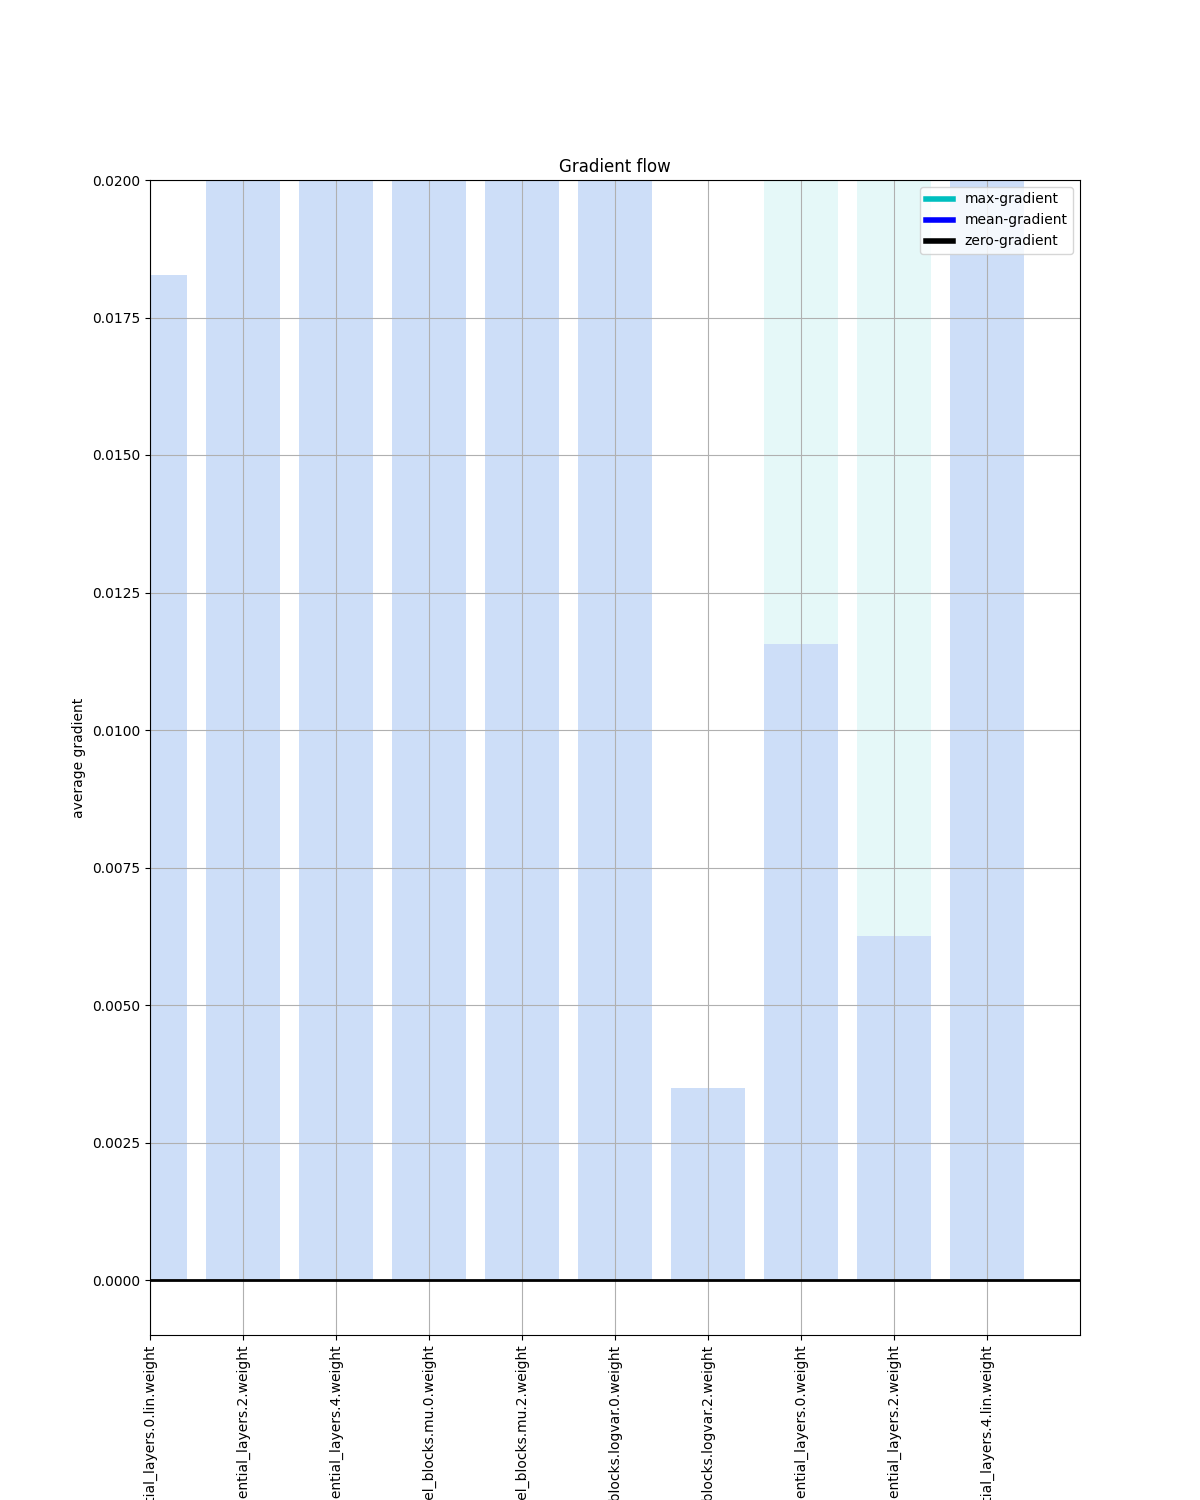 Gradient flow
max-gradient
mean-gradient
zero-gradient
0.0200
0.0175
0.0150
0.0125
0.0100
0.0075
0.0050
0.0025
0.0000
average gradient
tial_layers.0.lin.weight
ential_layers.2.weight
ential_layers.4.weight
el_blocks.mu.0.weight
el_blocks.mu.2.weight
blocks.logvar.0.weight
blocks.logvar.2.weight
ential_layers.0.weight
ential_layers.2.weight
tial_layers.4.lin.weight